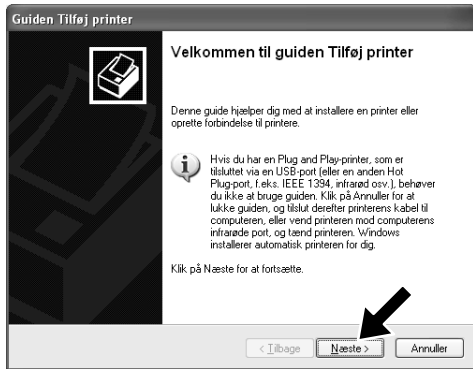 Guiden Tilføj printer
Velkommen til guiden Tilføj printer
Denne guide hjælper dig med at installere en printer eller
oprette forbindelse til printere.
Hvis du har en Plug and Play-printer, som er
tilsluttet via en USB-port (eller en anden Hot
Plug-port, f.eks. IEEE 1394, infrarød osv.), behøver
du ikke at bruge guiden. Klik på Annuller for at
lukke guiden, og tilslut derefter printerens kabel til
computeren, eller vend printeren mod computerens
infrarøde port, og tænd printeren. Windows
installerer automatisk printeren for dig.
Klik på Næste for at fortsætte.
< Tilbage Næste > Annuller